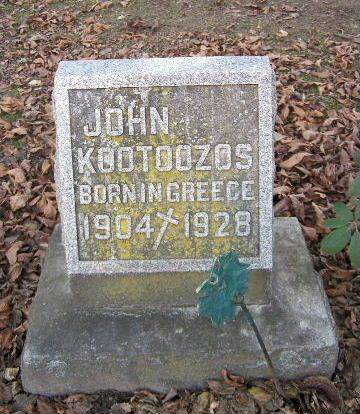 JOHN
KOOTOOZOS
BORN IN GREECE
1904 1928